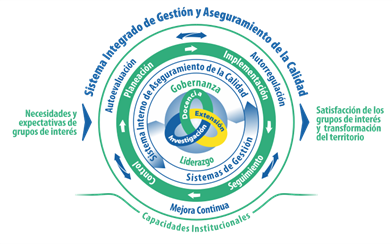 Sistema Integrado de Gestión y Aseguramiento de la Calidad
Autoevaluación
Autorregulación
Planeación
Implementación
Sistema Interno de Aseguramiento de la Calidad
Gobernanza
Docencia
Extensión
Investigación
Necesidades y
expectativas de
grupos de interés
Satisfacción de los
grupos de interés
y transformación
del territorio
Liderazgo
Sistemas de Gestión
Control
Seguimiento
Mejora Continua
Capacidades Institucionales